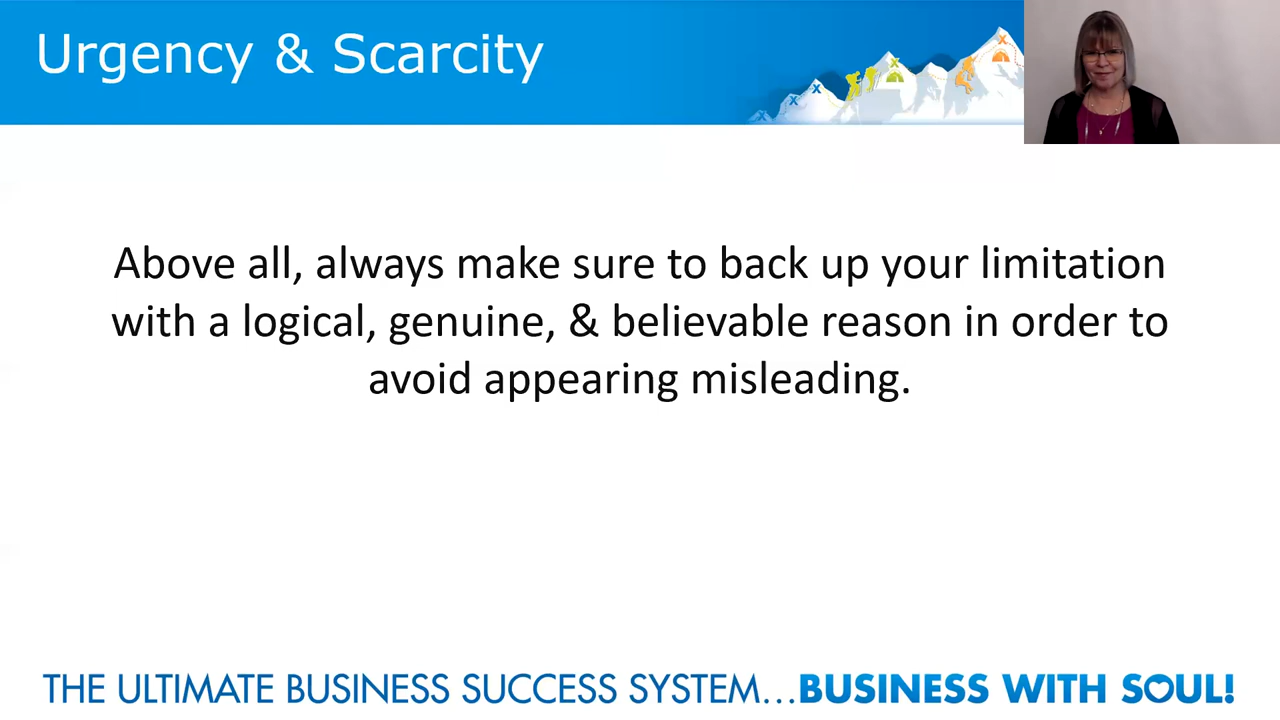 Urgency & Scarcity
Above all, always make sure to back up your limitation
with a logical, genuine, & believable reason in order to
avoid appearing misleading.
THE ULTIMATE BUSINESS SUCCESS SYSTEM...BUSINESS WITH SOUL!